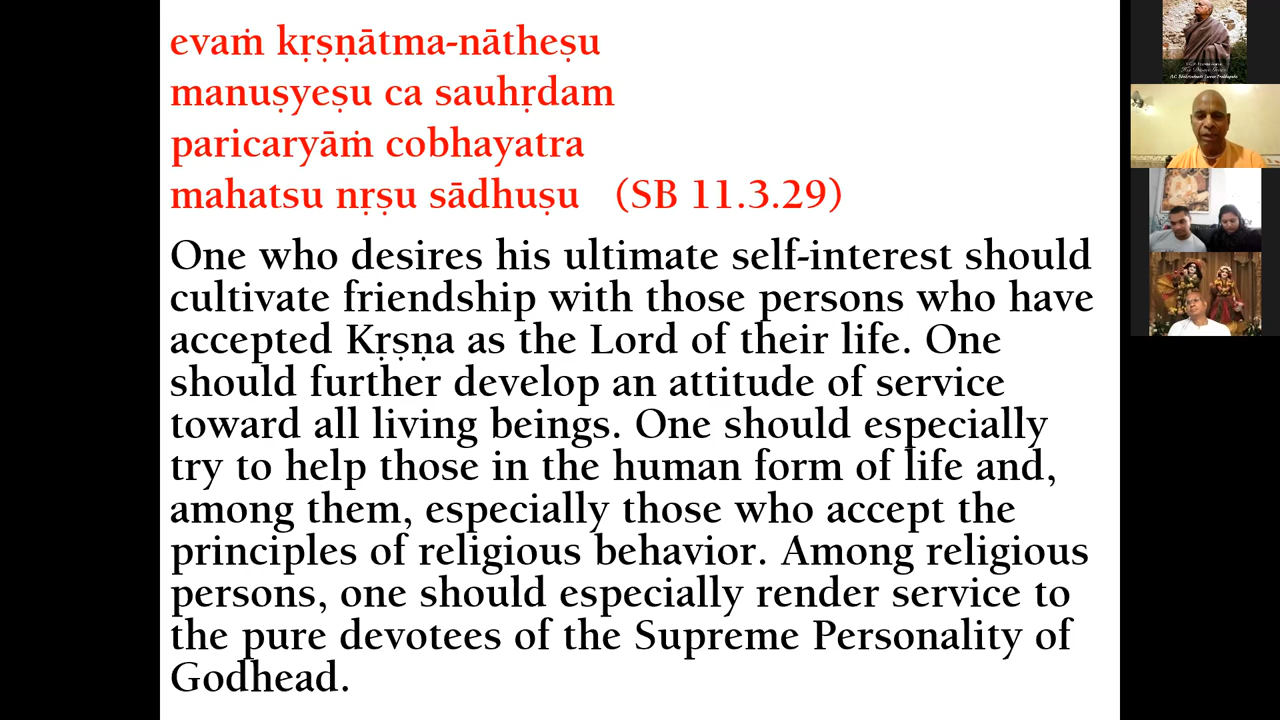 evaṁ kṛṣṇātma-nātheṣu
manuṣyeṣu ca sauhṛdam
paricaryāṁ cobhayatra
mahatsu nṛṣu sādhuṣu (SB 11.3.29)
One who desires his ultimate self-interest should
cultivate friendship with those persons who have
accepted Kṛṣṇa as the Lord of their life. One
should further develop an attitude of service
toward all living beings. One should especially
try to help those in the human form of life and,
among them, especially those who accept the
principles of religious behavior. Among religious
persons, one should especially render service to
the pure devotees of the Supreme Personality of
Godhead.